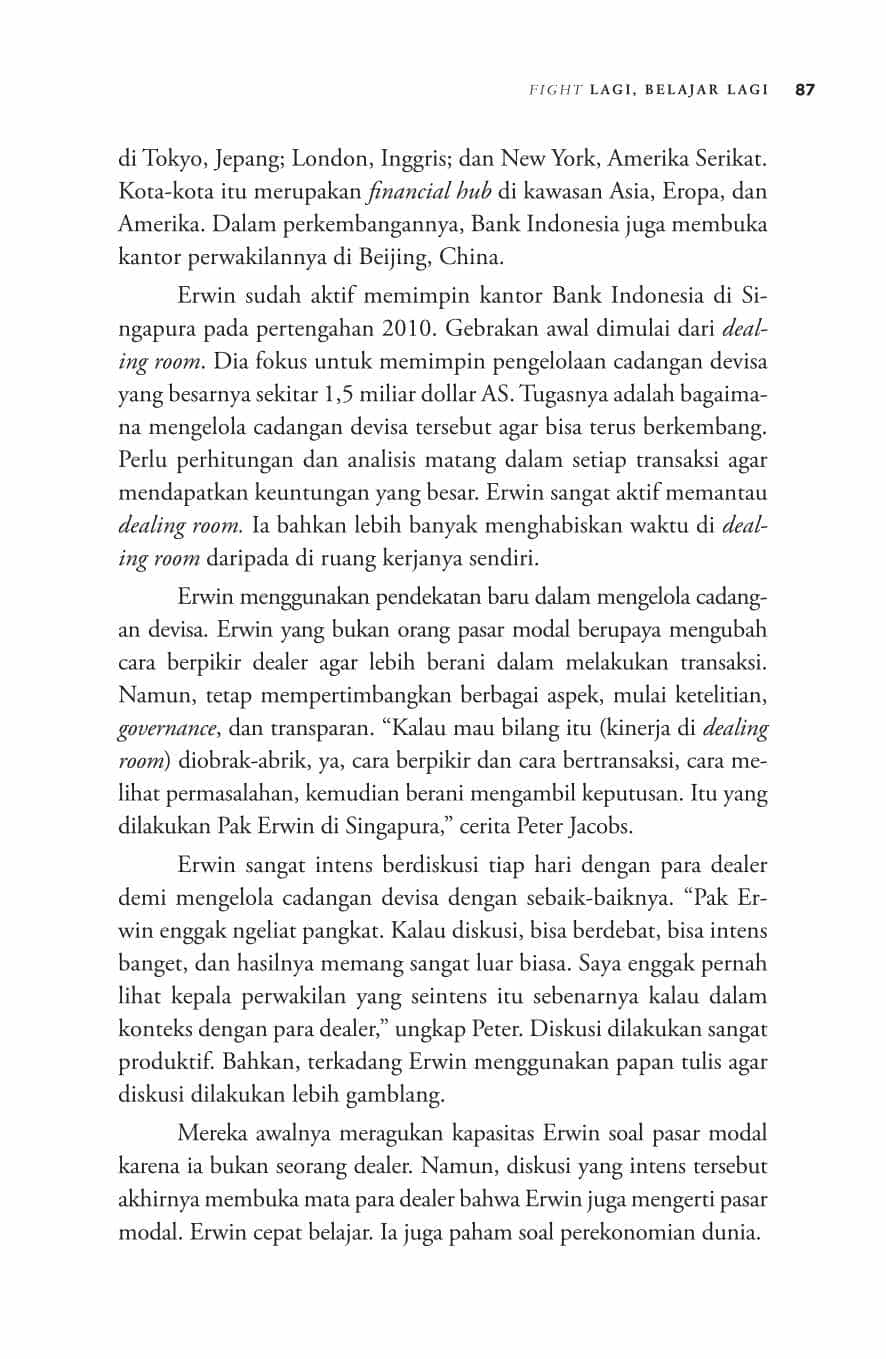 FIGHT LAGI, BELAJAR LAGI 87
di Tokyo, Jepang; London, Inggris; dan New York, Amerika Serikat.
Kota-kota itu merupakan financial hub di kawasan Asia, Eropa, dan
Amerika. Dalam perkembangannya, Bank Indonesia juga membuka
kantor perwakilannya di Beijing, China.
Erwin sudah aktif memimpin kantor Bank Indonesia di Si-
ngapura pada pertengahan 2010. Gebrakan awal dimulai dari deal-
ing room. Dia fokus untuk memimpin pengelolaan cadangan devisa
yang besarnya sekitar 1,5 miliar dollar AS. Tugasnya adalah bagaima-
na mengelola cadangan devisa tersebut agar bisa terus berkembang.
Perlu perhitungan dan analisis matang dalam setiap transaksi agar
mendapatkan keuntungan yang besar. Erwin sangat aktif memantau
dealing room. Ia bahkan lebih banyak menghabiskan waktu di deal-
ing room daripada di ruang kerjanya sendiri.
Erwin menggunakan pendekatan baru dalam mengelola cadang-
an devisa. Erwin yang bukan orang pasar modal berupaya mengubah
cara berpikir dealer agar lebih berani dalam melakukan transaksi.
Namun, tetap mempertimbangkan berbagai aspek, mulai ketelitian,
governance, dan transparan. “Kalau mau bilang itu (kinerja di dealing
room) diobrak-abrik, ya, cara berpikir dan cara bertransaksi, cara me-
lihat permasalahan, kemudian berani mengambil keputusan. Itu yang
dilakukan Pak Erwin di Singapura,” cerita Peter Jacobs.
Erwin sangat intens berdiskusi tiap hari dengan para dealer
demi mengelola cadangan devisa dengan sebaik-baiknya. “Pak Er-
win enggak ngeliat pangkat. Kalau diskusi, bisa berdebat, bisa intens
banget, dan hasilnya memang sangat luar biasa. Saya enggak pernah
lihat kepala perwakilan yang seintens itu sebenarnya kalau dalam
konteks dengan para dealer,” ungkap Peter. Diskusi dilakukan sangat
produktif. Bahkan, terkadang Erwin menggunakan papan tulis agar
diskusi dilakukan lebih gamblang.
Mereka awalnya meragukan kapasitas Erwin soal pasar modal
karena ia bukan seorang dealer. Namun, diskusi yang intens tersebut
akhirnya membuka mata para dealer bahwa Erwin juga mengerti pasar
modal. Erwin cepat belajar. Ia juga paham soal perekonomian dunia.